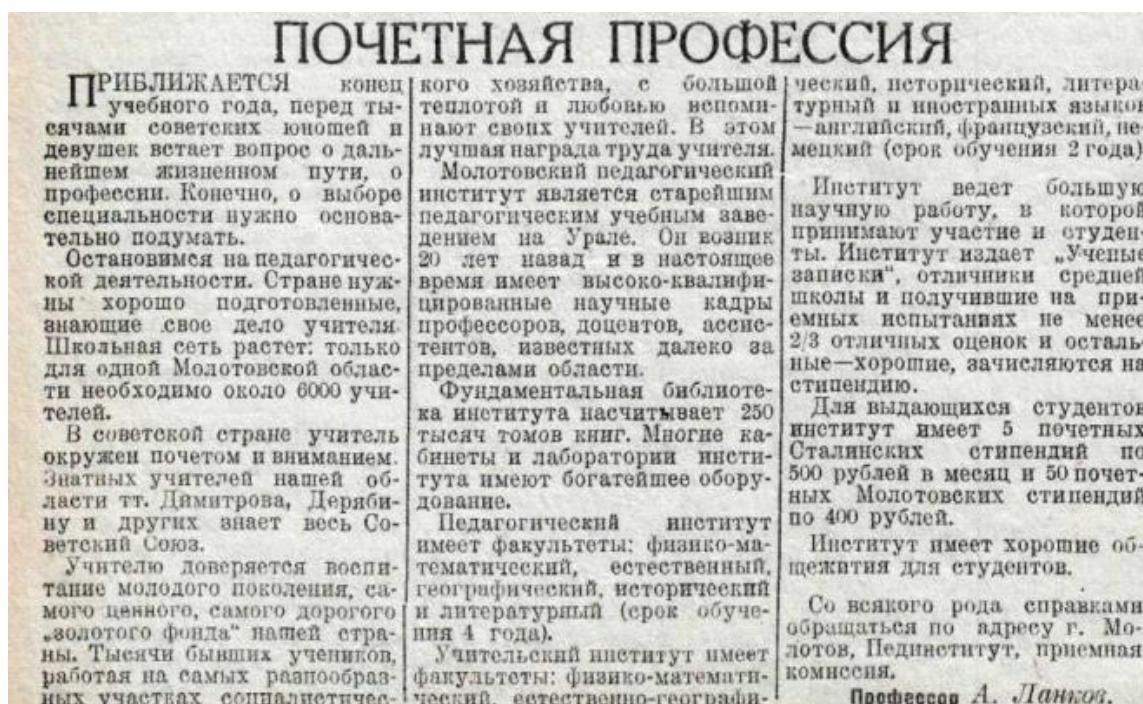 ПОЧЕТНАЯ ПРОФЕССИЯ
ПРИБЛИЖАЕТСЯ конец
учебного года, перед ты-
сячами советских юношей и
девушек встает вопрос о даль-
нейшем жизненном пути, о
профессии. Конечно, о выборе
специальности нужно основа-
тельно подумать.
Остановимся на педагогичес-
кой деятельности. Стране нуж-
ны хорошо подготовленные,
знающие свое дело учителя.
Школьная сеть растет: только
для одной Молотовской облас-
ти необходимо около 6000 учи-
телей.
В советской стране учитель
окружен почетом и вниманием.
Знатных учителей нашей об-
ласти тт. Димитрова, Деряби-
ну и других знает весь Со-
ветский Союз.
Учителю доверяется воспи-
тание молодого поколения, са-
мого ценного, самого дорогого
„золотого фонда“ нашей стра-
ны. Тысячи бывших учеников,
работая на самых разнообраз-
ных участках социалистичес-
кого хозяйства, с большой
теплотой и любовью вспоми-
нают своих учителей. В этом
лучшая награда труда учителя.
Молотовский педагогический
институт является старейшим
педагогическим учебным заве-
дением на Урале. Он возник
20 лет назад и в настоящее
время имеет высоко-квалифи-
цированные научные кадры
профессоров, доцентов, ассис-
тентов, известных далеко за
пределами области.
Фундаментальная библиоте-
ка института насчитывает 250
тысяч томов книг. Многие ка-
бинеты и лаборатории инсти-
тута имеют богатейшее обору-
дование.
Педагогический институт
имеет факультеты: физико-ма-
тематический, естественный,
географический, исторический
и литературный (срок обуче-
ния 4 года).
Учительский институт имеет
факультеты: физико-математи-
ческий, естественно-географи-
ческий, исторический, литера-
турный и иностранных языков
—английский, французский, не-
мецкий (срок обучения 2 года)
Институт ведет большую
научную работу, в которой
принимают участие и студен-
ты. Институт издает „Ученые
записки“, отличники средней
школы и получившие на при-
емных испытаниях не менее
2/3 отличных оценок и осталь-
ные—хорошие, зачисляются на
стипендию.
Для выдающихся студентов
институт имеет 5 почетных
Сталинских стипендий по
500 рублей в месяц и 50 почет-
ных Молотовских стипендий
по 400 рублей.
Институт имеет хорошие об-
щежития для студентов.
Со всякого рода справками
обращаться по адресу г. Мо-
лотов, Пединститут, приемная
комиссия.
Профессор А. Ланков.